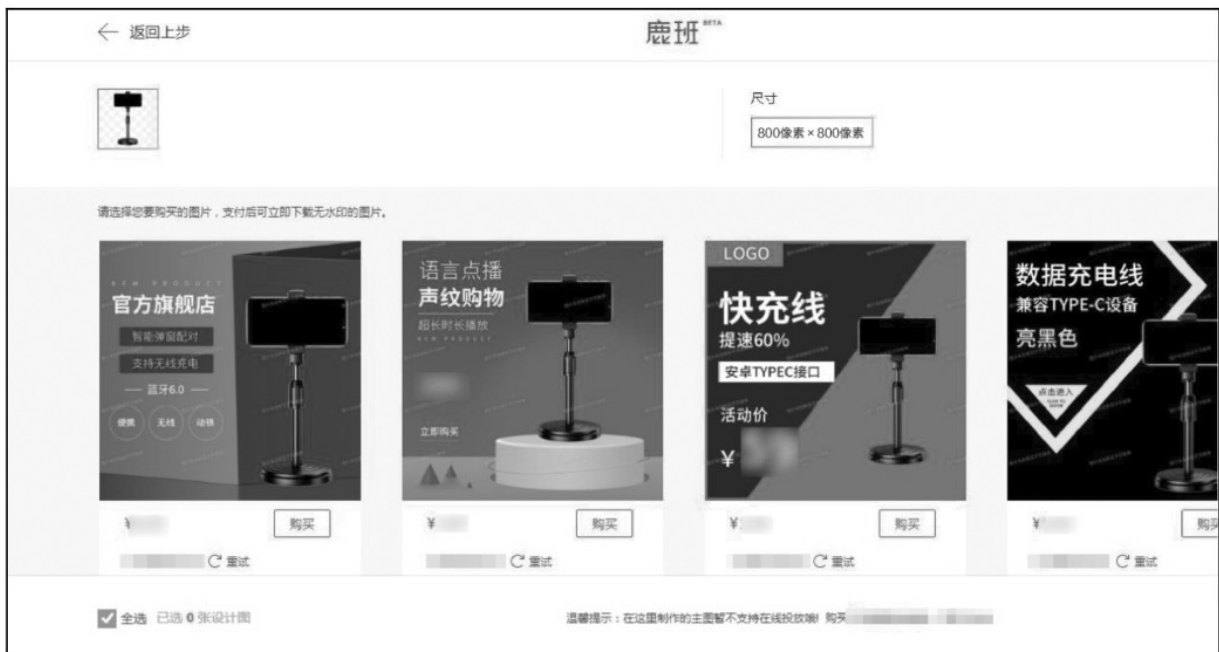 返回上步
鹿班 BETA
尺寸
800像素×800像素
请选择您要购买的图片，支付后可立即下载无水印的图片。
NEW PRODUCT
官方旗舰店
智能弹窗配对
支持无线充电
蓝牙6.0
便携 无线 动铁
语言点播
声纹购物
超长时长播放
NEW PRODUCT
立即购买
LOGO
快充线
提速60%
安卓TYPEC接口
活动价
¥
数据充电线
兼容TYPE-C设备
亮黑色
点击进入
¥ 购买
重试
¥ 购买
重试
¥ 购买
重试
¥ 购买
重试
全选 已选 0 张设计图
温馨提示：在这里制作的主图暂不支持在线投放哦! 购买